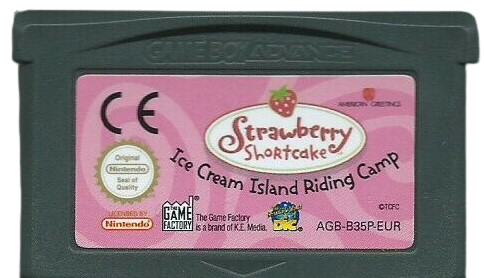 GAME BOY ADVANCE
CE
AMERICAN GREETINGS
Strawberry
Shortcake
Ice Cream Island Riding Camp
Original
Nintendo
Seal of
Quality
©TCFC
LICENSED BY
Nintendo
THE
GAME
FACTORY
The Game Factory
is a brand of K.E. Media.
DIC
AGB-B35P-EUR